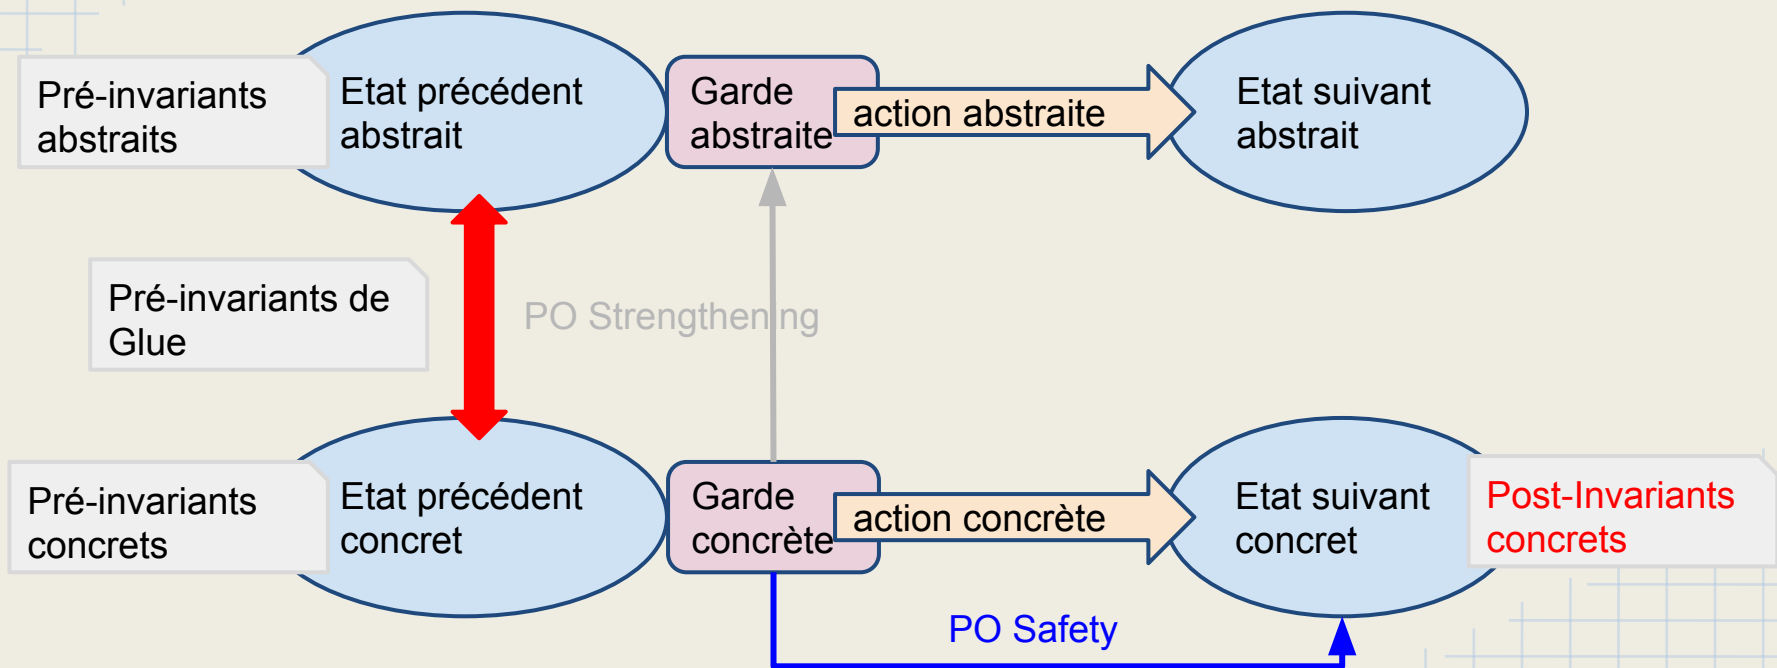 Pré-invariants
abstraits
Etat précédent
abstrait
Garde
abstraite
action abstraite
Etat suivant
abstrait
Pré-invariants de
Glue
PO Strengthening
Pré-invariants
concrets
Etat précédent
concret
Garde
concrète
action concrète
Etat suivant
concret
Post-Invariants
concrets
PO Safety